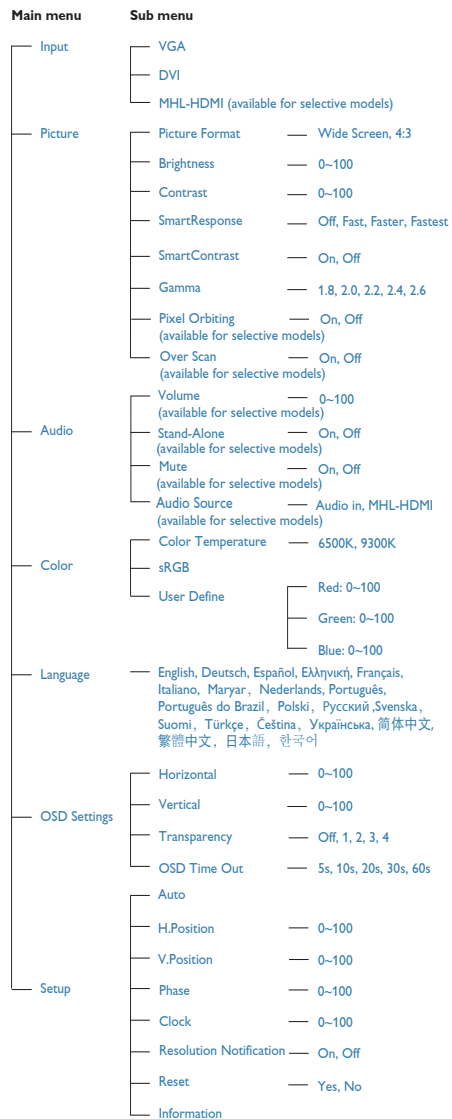 Main menu Sub menu
Input VGA
DVI
MHL-HDMI (available for selective models)
Picture Picture Format Wide Screen, 4:3
Brightness 0~100
Contrast 0~100
SmartResponse Off, Fast, Faster, Fastest
SmartContrast On, Off
Gamma 1.8, 2.0, 2.2, 2.4, 2.6
Pixel Orbiting On, Off
(available for selective models)
Over Scan On, Off
(available for selective models)
Volume 0~100
(available for selective models)
Audio Stand-Alone On, Off
(available for selective models)
Mute On, Off
(available for selective models)
Audio Source Audio in, MHL-HDMI
(available for selective models)
Color Temperature 6500K, 9300K
Color sRGB
User Define Red: 0~100
Green: 0~100
Blue: 0~100
Language English, Deutsch, Español, Ελληνική, Français,
Italiano, Maryar, Nederlands, Português,
Português do Brazil, Polski, Русский ,Svenska,
Suomi, Türkçe, Čeština, Українська, 简体中文,
繁體中文, 日本語, 한국어
Horizontal 0~100
Vertical 0~100
OSD Settings
Transparency Off, 1, 2, 3, 4
OSD Time Out 5s, 10s, 20s, 30s, 60s
Auto
H.Position 0~100
V.Position 0~100
Setup Phase 0~100
Clock 0~100
Resolution Notification On, Off
Reset Yes, No
Information